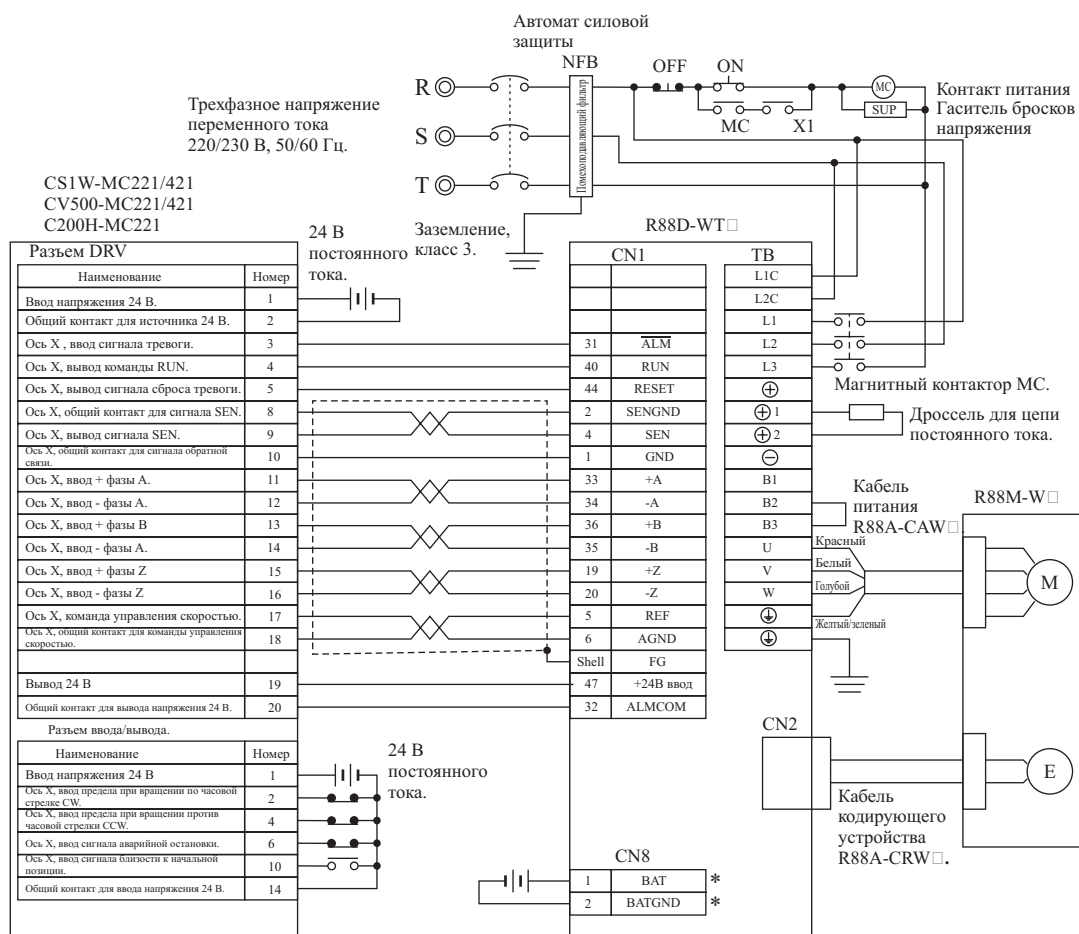 Автомат силовой
защиты
NFB
OFF
ON
R
S
T
Трехфазное напряжение
переменного тока
220/230 В, 50/60 Гц.
Помехоподавляющий фильтр
MC
X1
MC
SUP
Контакт питания
Гаситель бросков
напряжения
CS1W-MC221/421
CV500-MC221/421
C200H-MC221
24 В
постоянного
тока.
Заземление,
класс 3.
R88D-WT□
Разъем DRV
Наименование Номер
Ввод напряжения 24 В. 1
Общий контакт для источника 24 В. 2
Ось X , ввод сигнала тревоги. 3
Ось X, вывод команды RUN. 4
Ось X, вывод сигнала сброса тревоги. 5
Ось X, общий контакт для сигнала SEN. 8
Ось X, вывод сигнала SEN. 9
Ось X, общий контакт для сигнала обратной
связи. 10
Ось X, ввод + фазы A. 11
Ось X, ввод - фазы A. 12
Ось X, ввод + фазы B 13
Ось X, ввод - фазы A. 14
Ось X, ввод + фазы Z 15
Ось X, ввод - фазы Z 16
Ось X, команда управления скоростью. 17
Ось X, общий контакт для команды управления
скоростью. 18
Вывод 24 В 19
Общий контакт для вывода напряжения 24 В. 20
CN1
31 ALM
40 RUN
44 RESET
2 SENGND
4 SEN
1 GND
33 +A
34 -A
36 +B
35 -B
19 +Z
20 -Z
5 REF
6 AGND
Shell FG
47 +24В ввод
32 ALMCOM
TB
L1C
L2C
L1
L2
L3
⊕
⊕ 1
⊕ 2
⊖
B1
B2
B3
U
V
W
Магнитный контактор MC.
Дроссель для цепи
постоянного тока.
Кабель
питания
R88A-CAW□.
Красный
Белый
Голубой
Желтый/зеленый
R88M-W□
M
Разъем ввода/вывода.
Наименование Номер
Ввод напряжения 24 В 1
Ось X, ввод предела при вращении по часовой
стрелке CW. 2
Ось X, ввод предела при вращении против
часовой стрелки CCW. 4
Ось X, ввод сигнала аварийной остановки. 6
Ось X, ввод сигнала близости к начальной
позиции. 10
Общий контакт для ввода напряжения 24 В. 14
24 В
постоянного
тока.
CN2
E
Кабель
кодирующего
устройства
R88A-CRW□.
CN8
1 BAT *
2 BATGND *